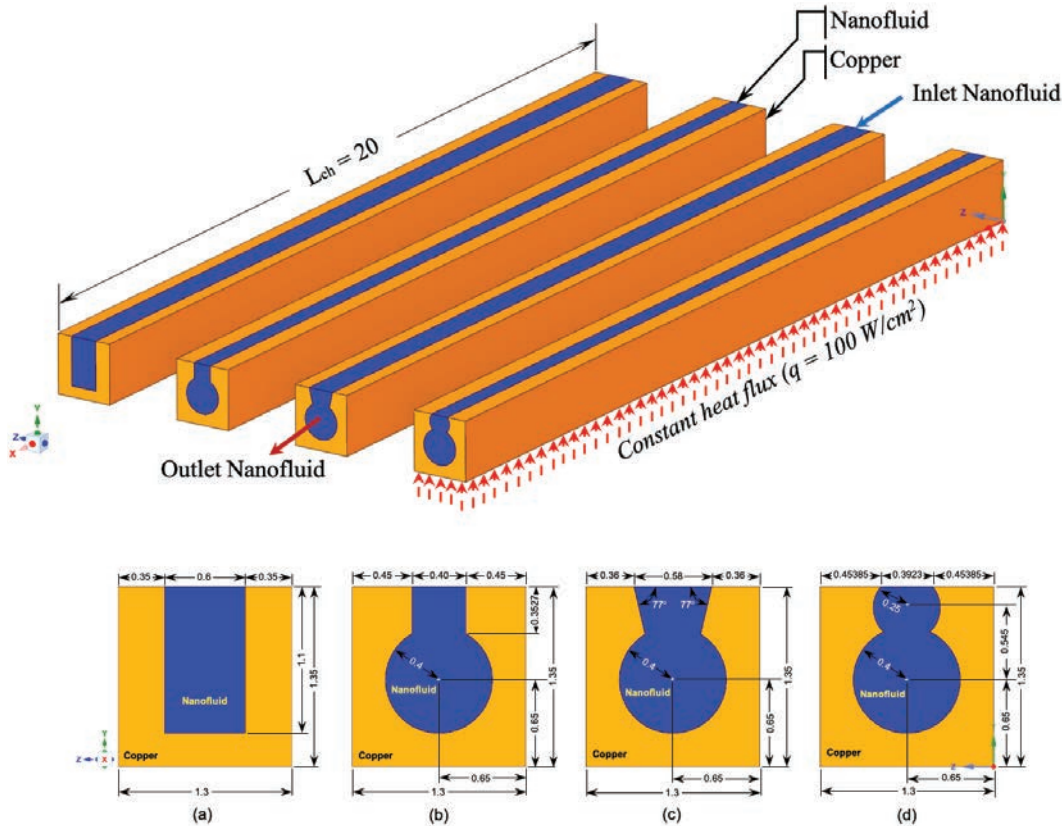 Nanofluid
Copper
Inlet Nanofluid
L_ch = 20
Constant heat flux (q = 100 W/cm²)
Outlet Nanofluid
Y
Z
X
Z
0.35 0.6 0.35
1.1
1.35
Nanofluid
Copper
Y
Z X
1.3
(a)
0.45 0.40 0.45
0.3527
0.4
1.35
Nanofluid
0.65
Copper
0.65
1.3
(b)
0.36 0.58 0.36
77° 77°
0.4
1.35
Nanofluid
0.65
Copper
0.65
1.3
(c)
0.45385 0.3923 0.45385
0.25
0.545
0.4
1.35
Nanofluid
0.65
Copper
Z
0.65
1.3
(d)